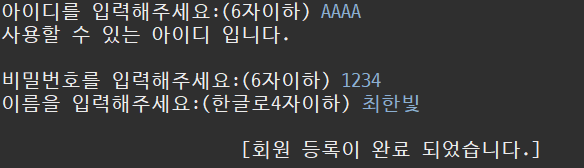 아이디를 입력해주세요:(6자이하) AAAA
사용할 수 있는 아이디 입니다.
비밀번호를 입력해주세요:(6자이하) 1234
이름을 입력해주세요:(한글로4자이하) 최한빛
[회원 등록이 완료 되었습니다.]